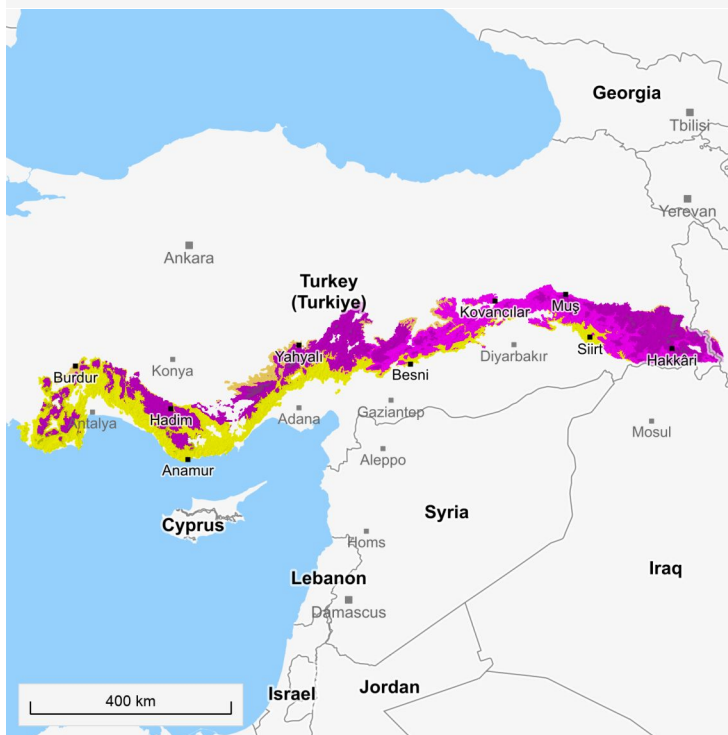 Georgia
Tbilisi
Yerevan
Ankara
Turkey
(Turkiye)
Kovancılar
Muş
Yahyalı
Siirt
Diyarbakır
Hakkâri
Konya
Burdur
Besni
Gaziantep
Hadim
Antalya
Adana
Mosul
Anamur
Aleppo
Cyprus
Syria
Homs
Iraq
Lebanon
Damascus
Israel
Jordan
400 km